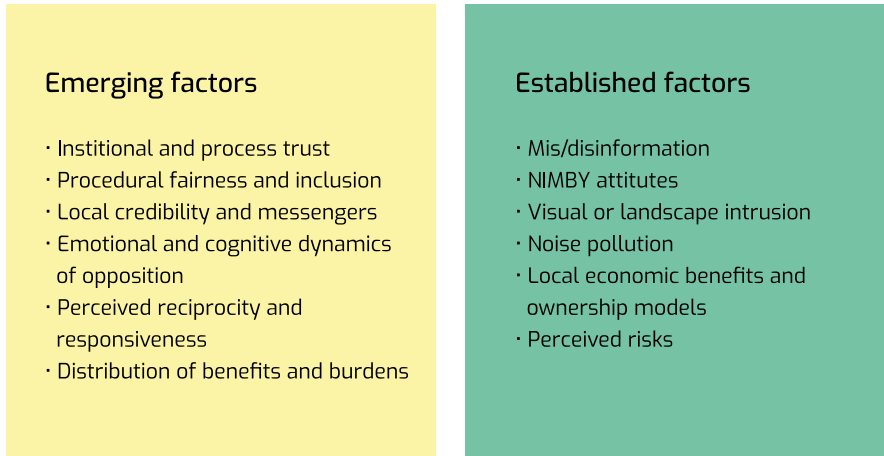 Emerging factors
· Institional and process trust
· Procedural fairness and inclusion
· Local credibility and messengers
· Emotional and cognitive dynamics
of opposition
· Perceived reciprocity and
responsiveness
· Distribution of benefits and burdens
Established factors
· Mis/disinformation
· NIMBY attitutes
· Visual or landscape intrusion
· Noise pollution
· Local economic benefits and
ownership models
· Perceived risks